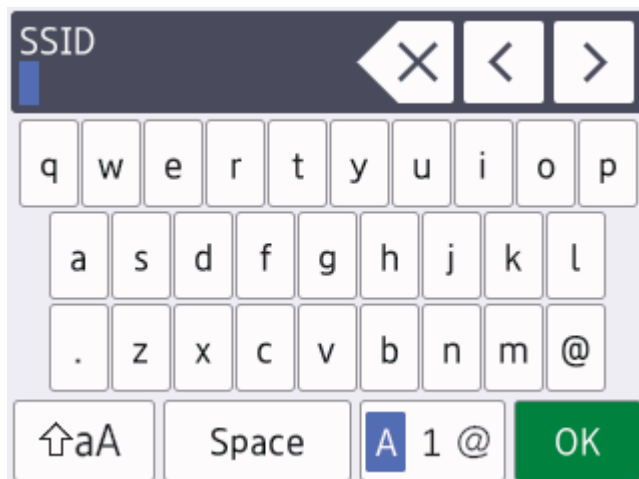 SSID
q w e r t y u i o p
a s d f g h j k l
. z x c v b n m @
aA Space A 1 @ OK